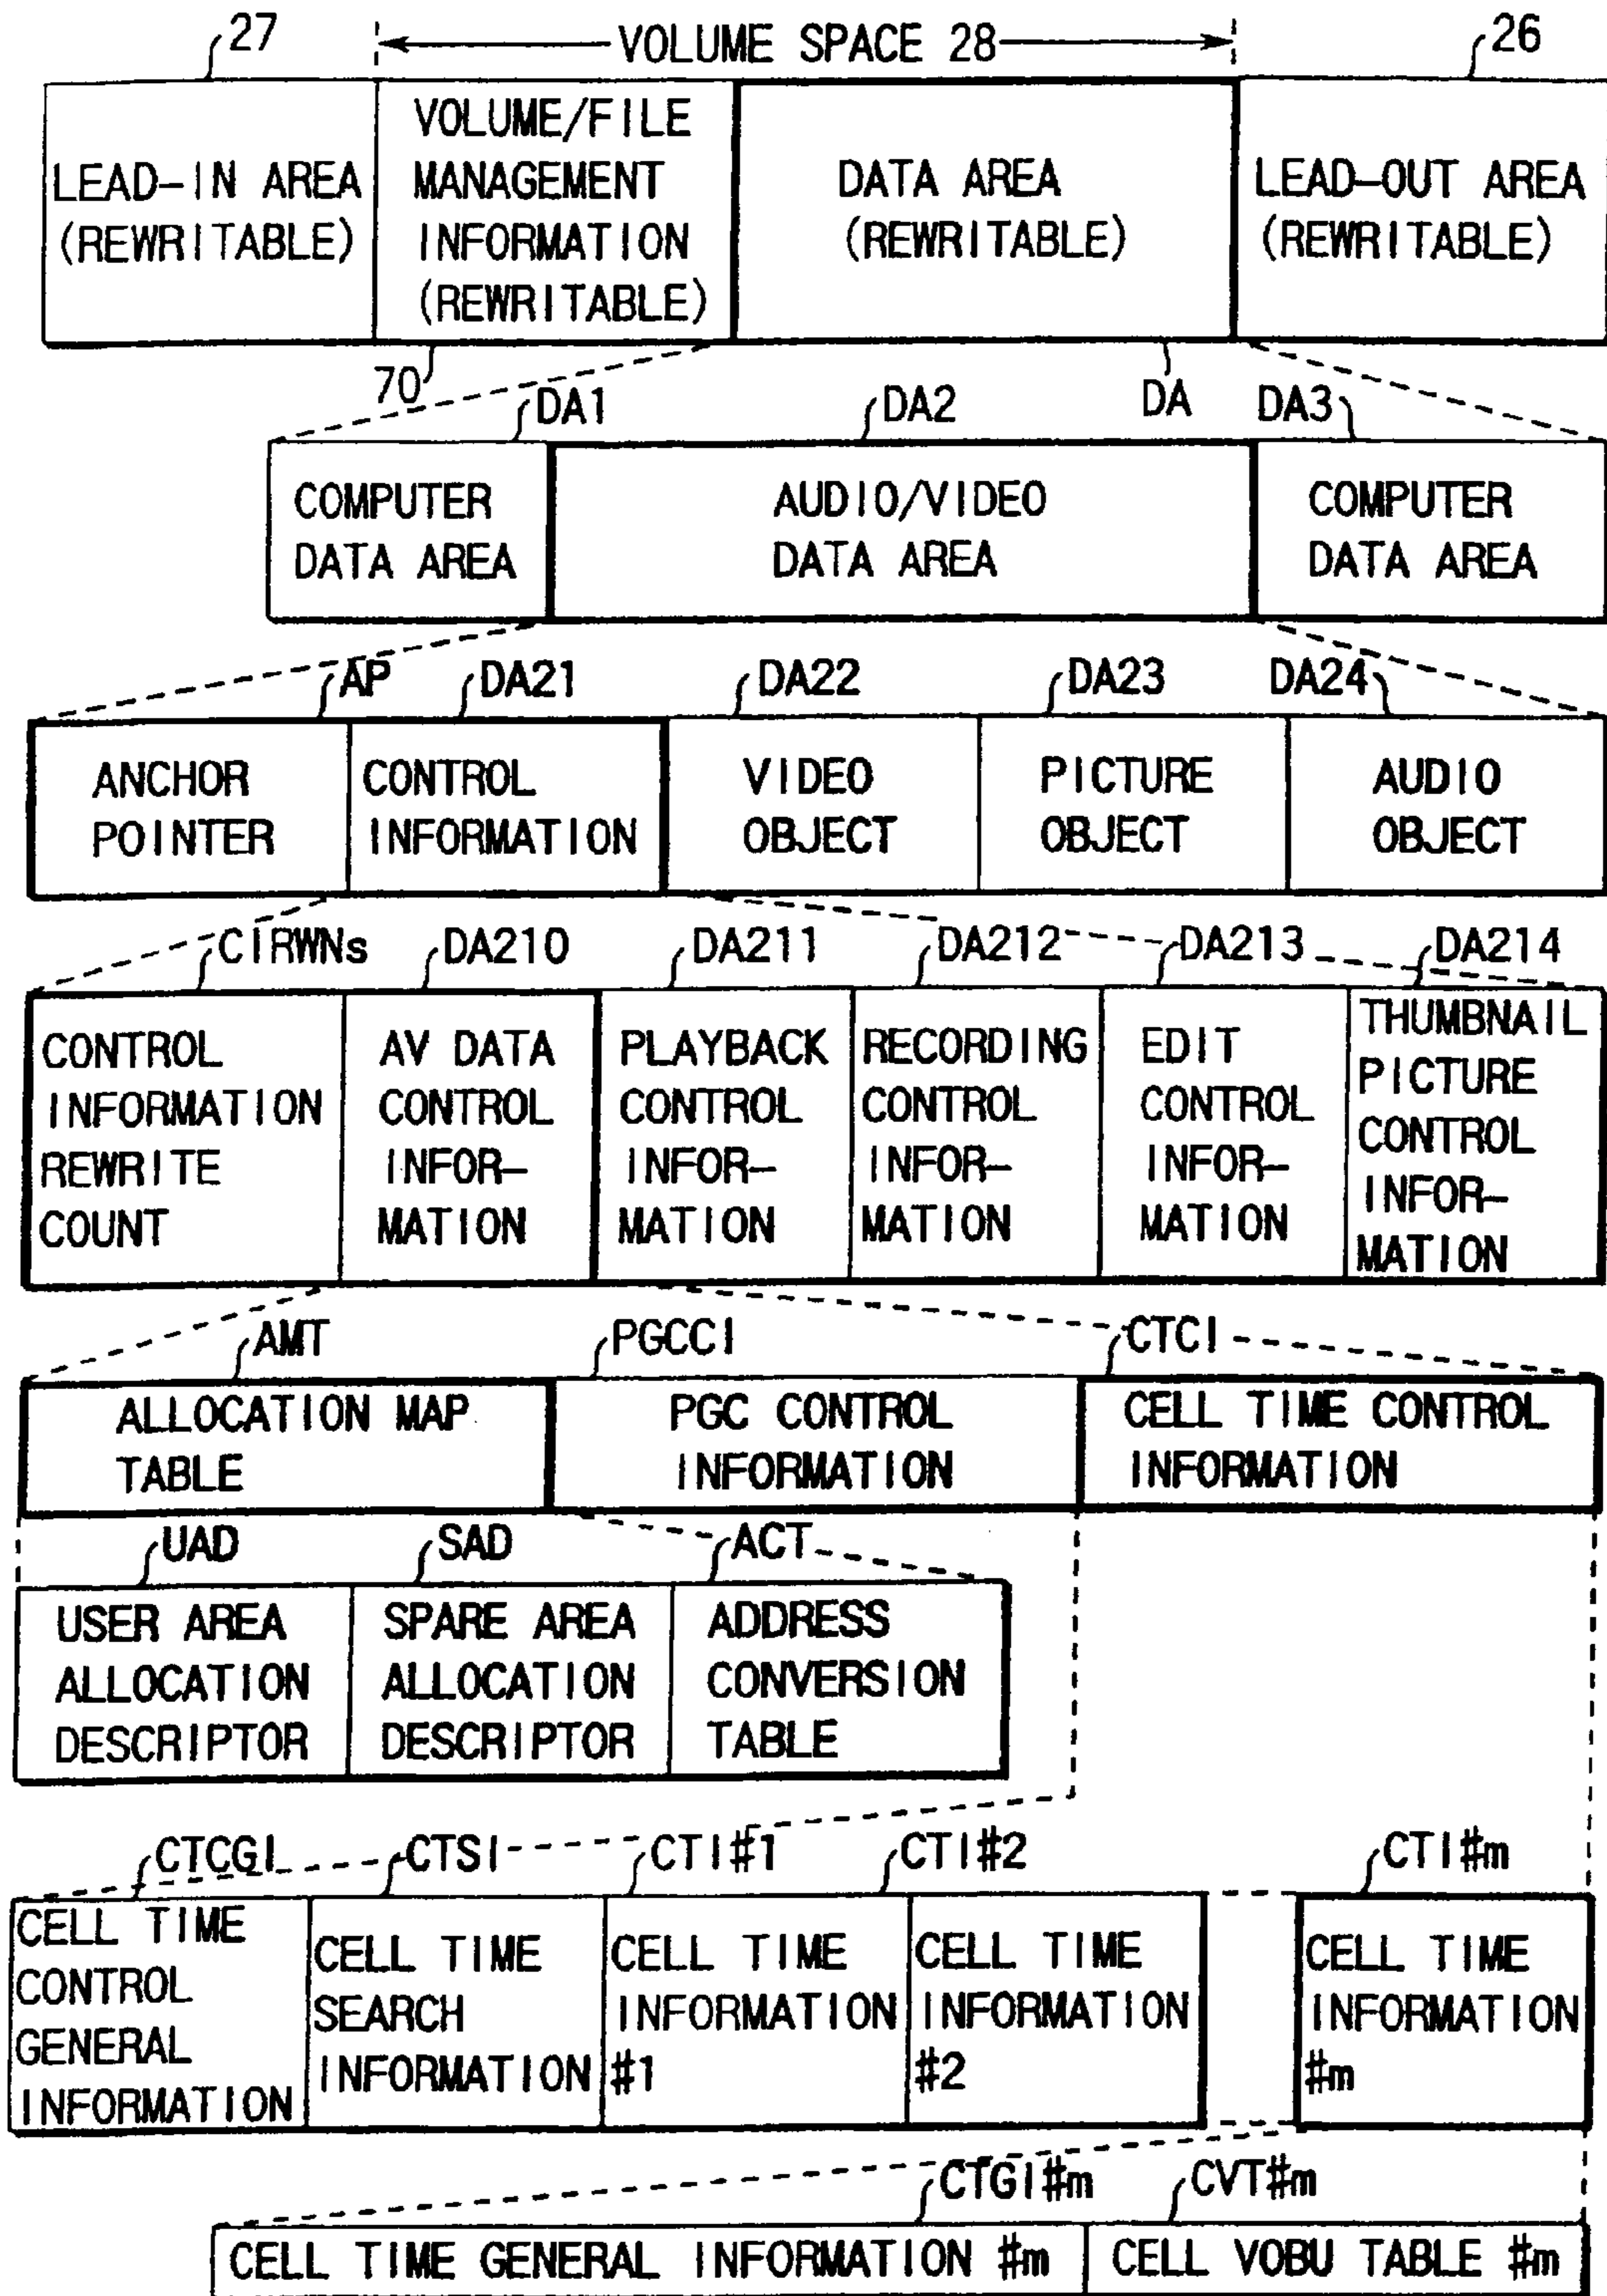 27
VOLUME SPACE 28
26
LEAD-IN AREA
(REWRITABLE)
VOLUME/FILE
MANAGEMENT
INFORMATION
(REWRITABLE)
DATA AREA
(REWRITABLE)
LEAD-OUT AREA
(REWRITABLE)
70
DA1
DA2
DA
DA3
COMPUTER
DATA AREA
AUDIO/VIDEO
DATA AREA
COMPUTER
DATA AREA
AP
DA21
DA22
DA23
DA24
ANCHOR
POINTER
CONTROL
INFORMATION
VIDEO
OBJECT
PICTURE
OBJECT
AUDIO
OBJECT
CIRWNs
DA210
DA211
DA212
DA213
DA214
CONTROL
INFORMATION
REWRITE
COUNT
AV DATA
CONTROL
INFOR-
MATION
PLAYBACK
CONTROL
INFOR-
MATION
RECORDING
CONTROL
INFOR-
MATION
EDIT
CONTROL
INFOR-
MATION
THUMBNAIL
PICTURE
CONTROL
INFOR-
MATION
AMT
PGCCI
CTCI
ALLOCATION MAP
TABLE
PGC CONTROL
INFORMATION
CELL TIME CONTROL
INFORMATION
UAD
SAD
ACT
USER AREA
ALLOCATION
DESCRIPTOR
SPARE AREA
ALLOCATION
DESCRIPTOR
ADDRESS
CONVERSION
TABLE
CTCGI
CTSI
CTI#1
CTI#2
CTI#m
CELL TIME
CONTROL
GENERAL
INFORMATION
CELL TIME
SEARCH
INFORMATION
CELL TIME
INFORMATION
#1
CELL TIME
INFORMATION
#2
CELL TIME
INFORMATION
#m
CTGI#m
CVT#m
CELL TIME GENERAL INFORMATION #m
CELL VOBU TABLE #m